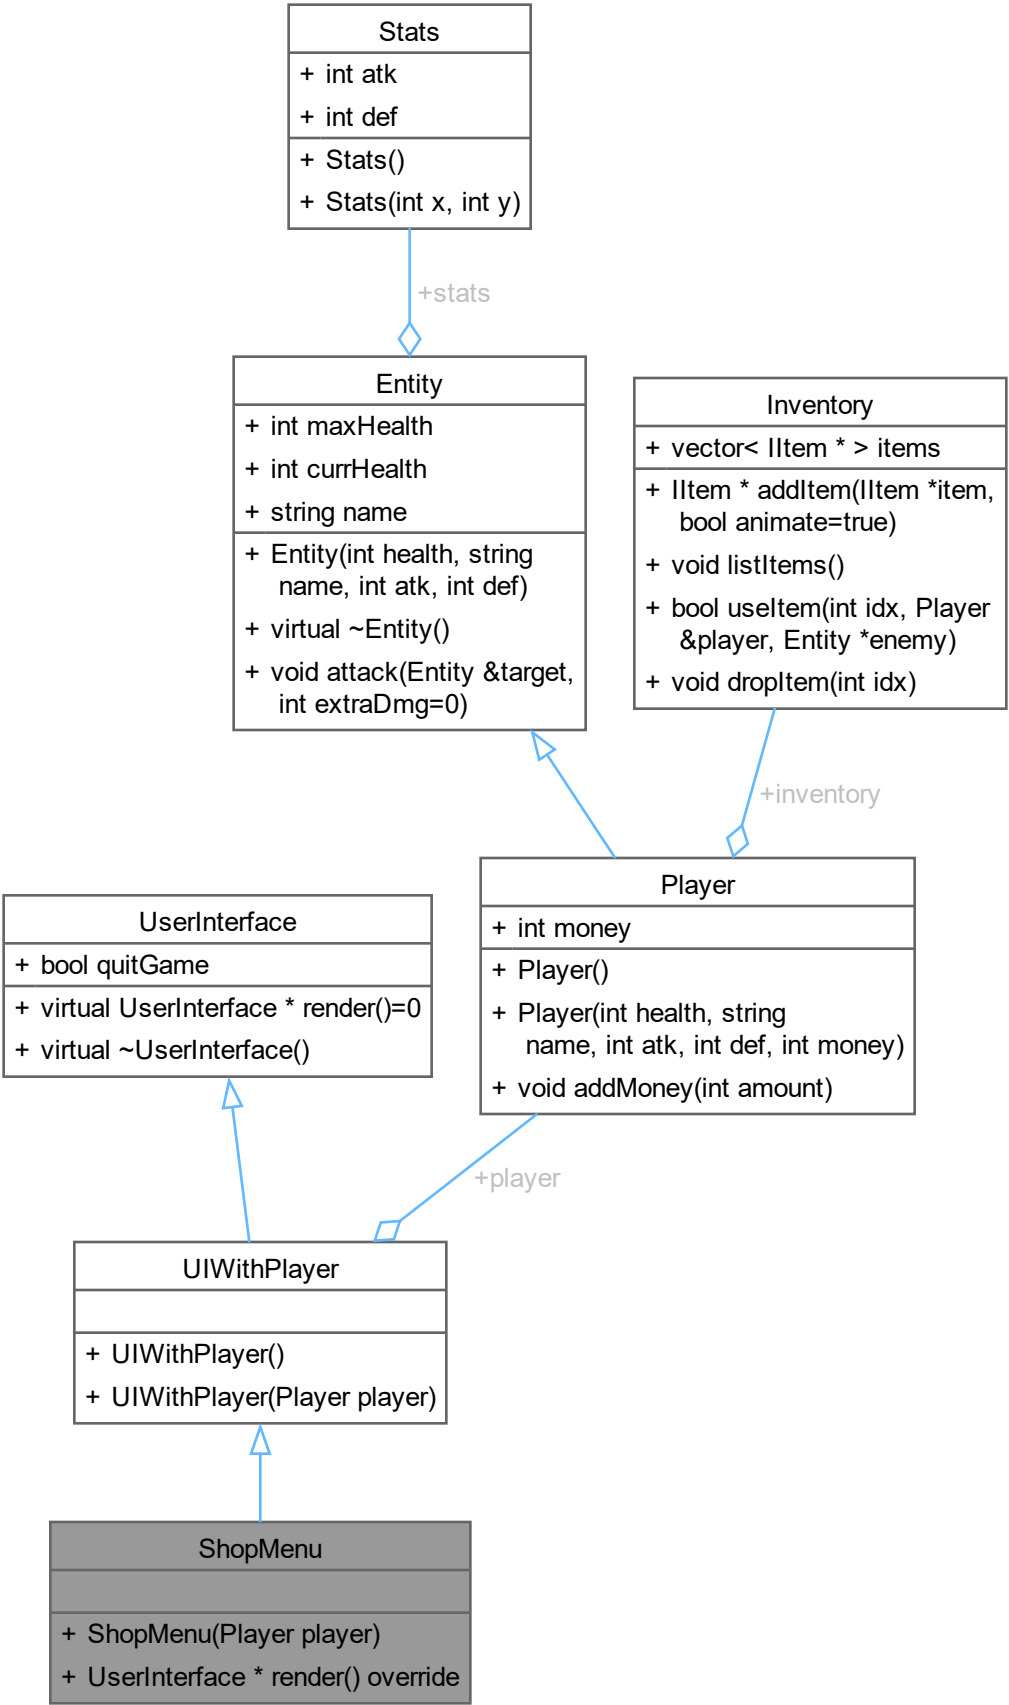 Stats
+ int atk
+ int def
+ Stats()
+ Stats(int x, int y)
+stats
Entity
+ int maxHealth
+ int currHealth
+ string name
+ Entity(int health, string
name, int atk, int def)
+ virtual ~Entity()
+ void attack(Entity &target,
int extraDmg=0)
Inventory
+ vector< IItem * > items
+ IItem * addItem(IItem *item,
bool animate=true)
+ void listItems()
+ bool useItem(int idx, Player
&player, Entity *enemy)
+ void dropItem(int idx)
+inventory
Player
+ int money
+ Player()
+ Player(int health, string
name, int atk, int def, int money)
+ void addMoney(int amount)
UserInterface
+ bool quitGame
+ virtual UserInterface * render()=0
+ virtual ~UserInterface()
+player
UIWithPlayer
+ UIWithPlayer()
+ UIWithPlayer(Player player)
ShopMenu
+ ShopMenu(Player player)
+ UserInterface * render() override